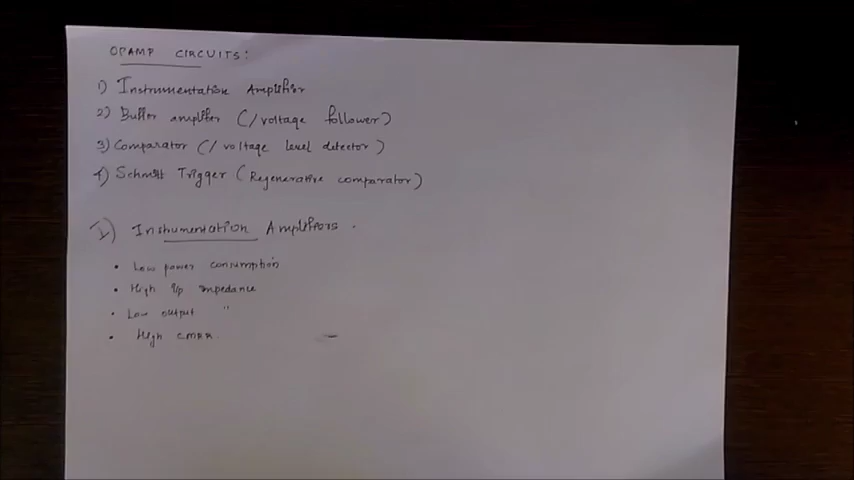 OPAMP CIRCUITS:
1) Instrumentation Amplifier
2) Buffer amplifier (/voltage follower)
3) Comparator (/voltage level detector)
4) Schmitt Trigger (Regenerative comparator)
I) Instrumentation Amplifiers.
• Low power consumption
• High i/p impedance
• Low output "
• High CMRR.